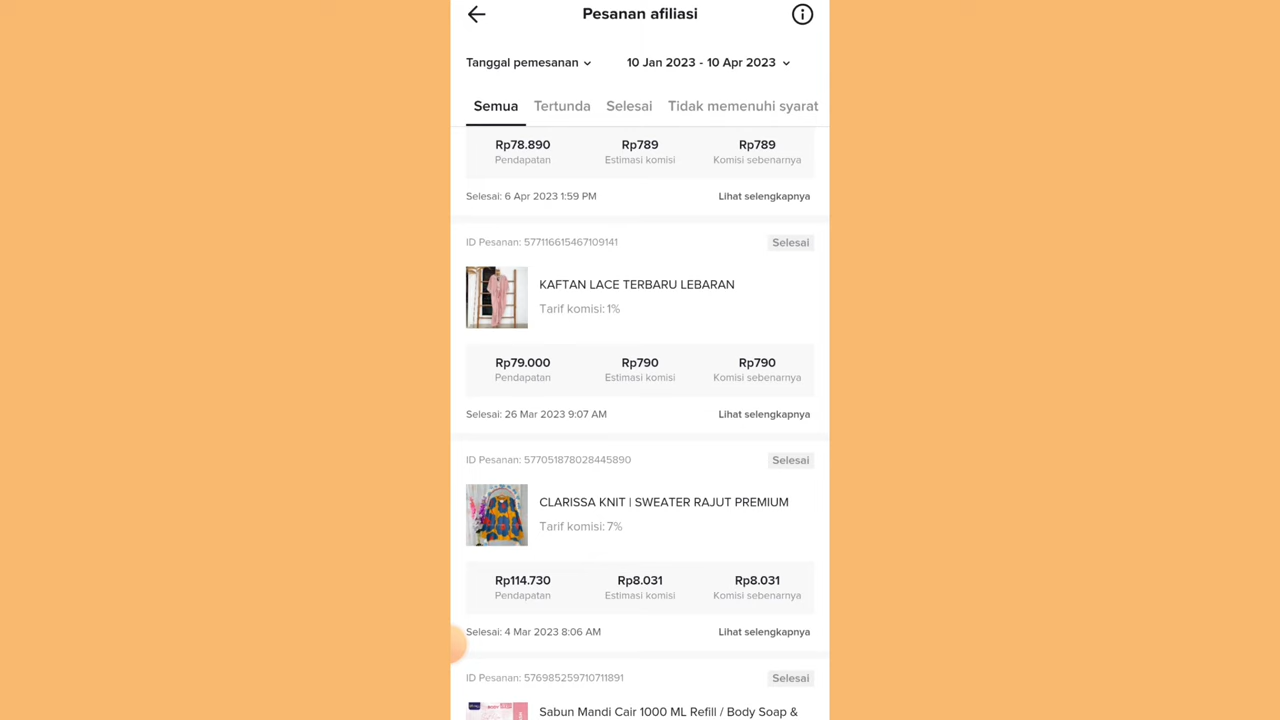 Pesanan afiliasi
Tanggal pemesanan 10 Jan 2023 - 10 Apr 2023
Semua Tertunda Selesai Tidak memenuhi syarat
Rp78.890 Rp789 Rp789
Pendapatan Estimasi komisi Komisi sebenarnya
Selesai: 6 Apr 2023 1:59 PM Lihat selengkapnya
ID Pesanan: 577116615467109141 Selesai
KAFTAN LACE TERBARU LEBARAN
Tarif komisi: 1%
Rp79.000 Rp790 Rp790
Pendapatan Estimasi komisi Komisi sebenarnya
Selesai: 26 Mar 2023 9:07 AM Lihat selengkapnya
ID Pesanan: 577051878028445890 Selesai
CLARISSA KNIT | SWEATER RAJUT PREMIUM
Tarif komisi: 7%
Rp114.730 Rp8.031 Rp8.031
Pendapatan Estimasi komisi Komisi sebenarnya
Selesai: 4 Mar 2023 8:06 AM Lihat selengkapnya
ID Pesanan: 576985259710711891 Selesai
Sabun Mandi Cair 1000 ML Refill / Body Soap &